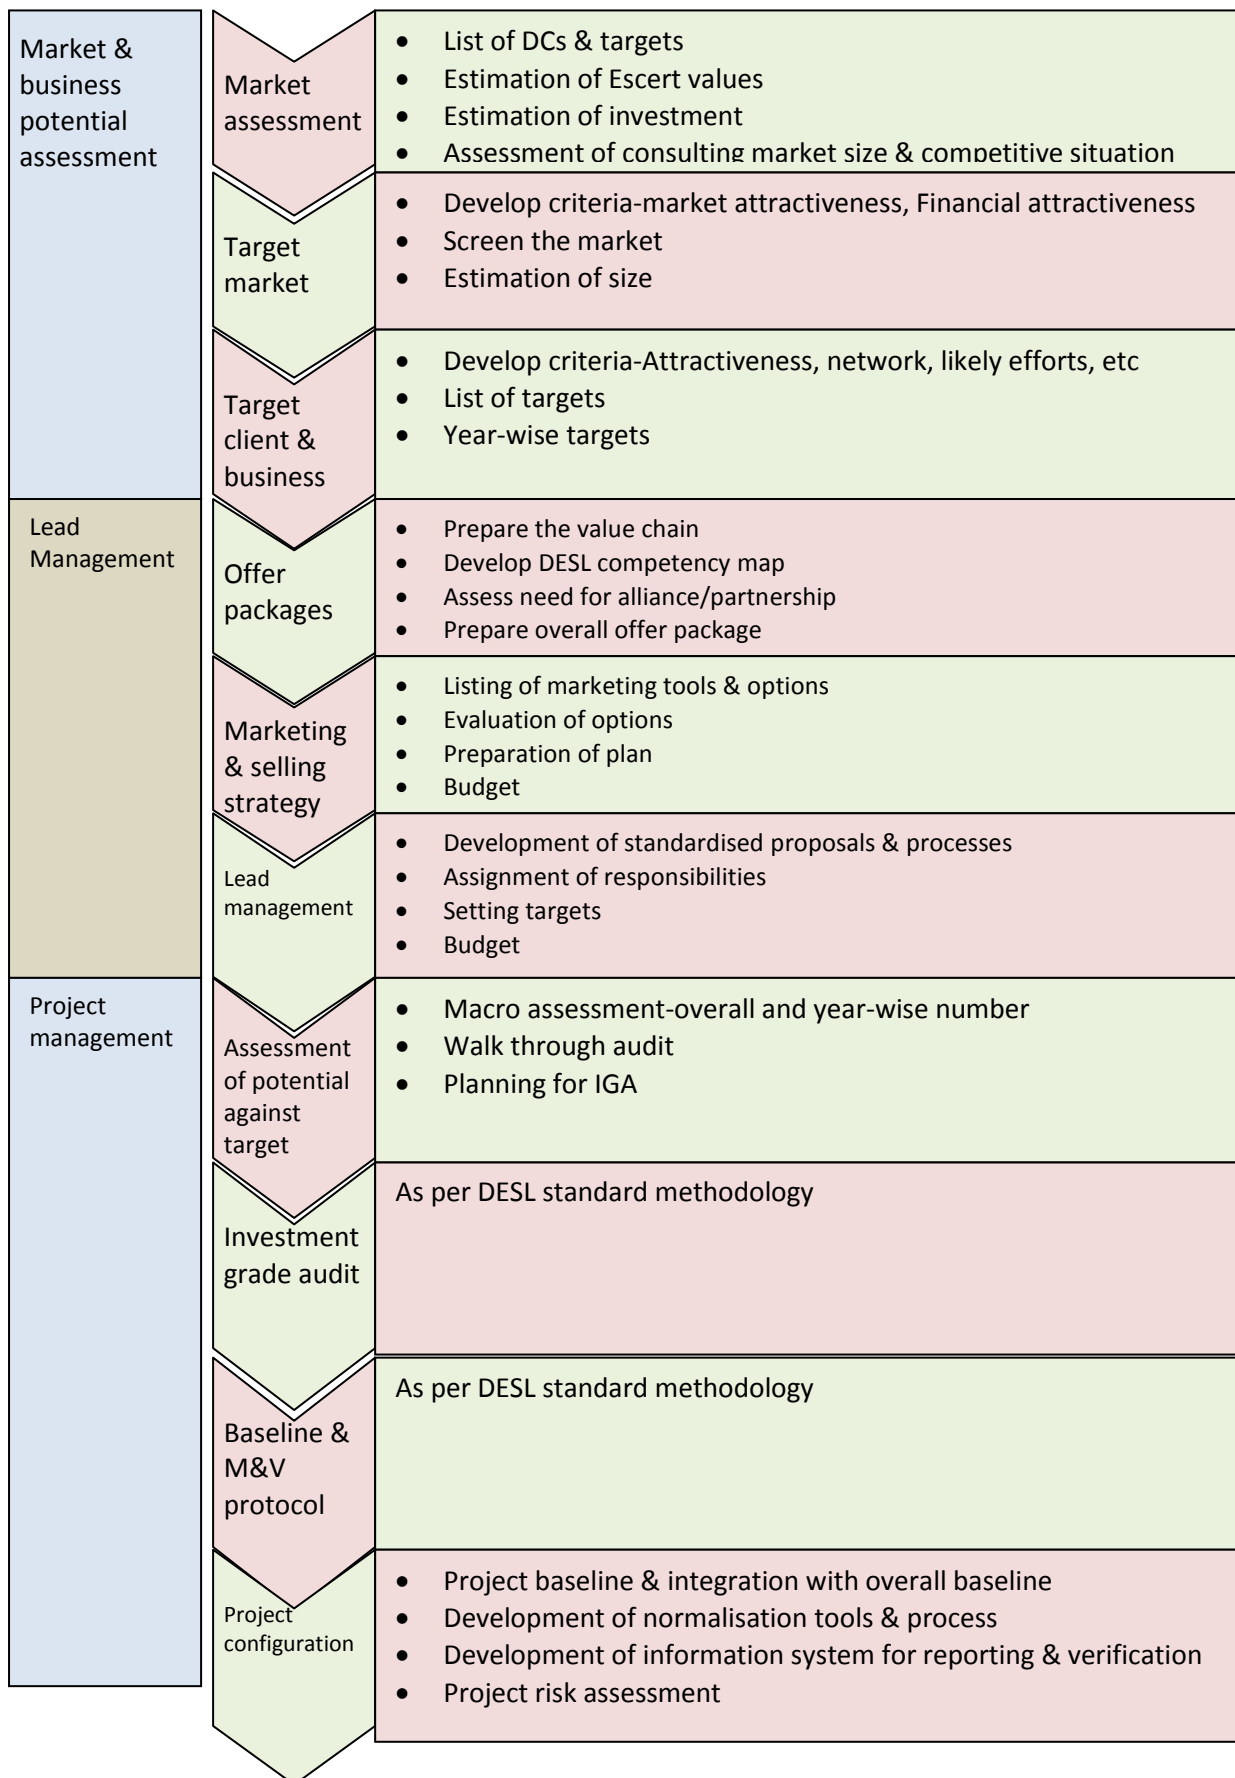 Market &
business
potential
assessment
Market
assessment
• List of DCs & targets
• Estimation of Escert values
• Estimation of investment
• Assessment of consulting market size & competitive situation
Target
market
• Develop criteria-market attractiveness, Financial attractiveness
• Screen the market
• Estimation of size
Target
client &
business
• Develop criteria-Attractiveness, network, likely efforts, etc
• List of targets
• Year-wise targets
Lead
Management
Offer
packages
• Prepare the value chain
• Develop DESL competency map
• Assess need for alliance/partnership
• Prepare overall offer package
Marketing
& selling
strategy
• Listing of marketing tools & options
• Evaluation of options
• Preparation of plan
• Budget
Lead
management
• Development of standardised proposals & processes
• Assignment of responsibilities
• Setting targets
• Budget
Project
management
Assessment
of potential
against
target
• Macro assessment-overall and year-wise number
• Walk through audit
• Planning for IGA
Investment
grade audit
As per DESL standard methodology
Baseline &
M&V
protocol
As per DESL standard methodology
Project
configuration
• Project baseline & integration with overall baseline
• Development of normalisation tools & process
• Development of information system for reporting & verification
• Project risk assessment